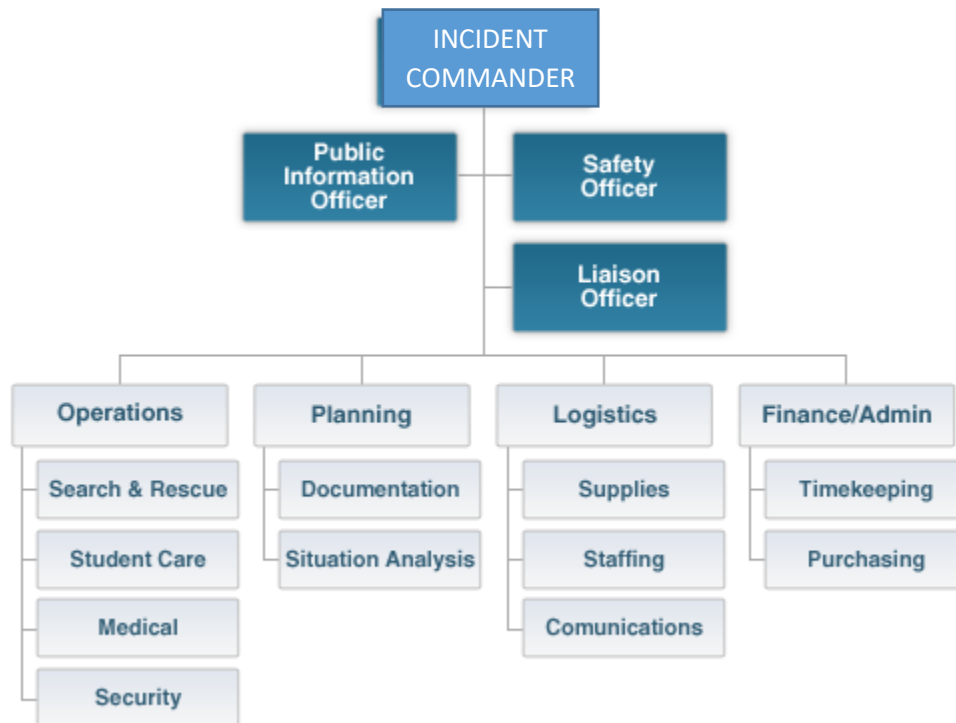 INCIDENT
COMMANDER
Public
Information
Officer
Safety
Officer
Liaison
Officer
Operations
Search & Rescue
Student Care
Medical
Security
Planning
Documentation
Situation Analysis
Logistics
Supplies
Staffing
Comunications
Finance/Admin
Timekeeping
Purchasing